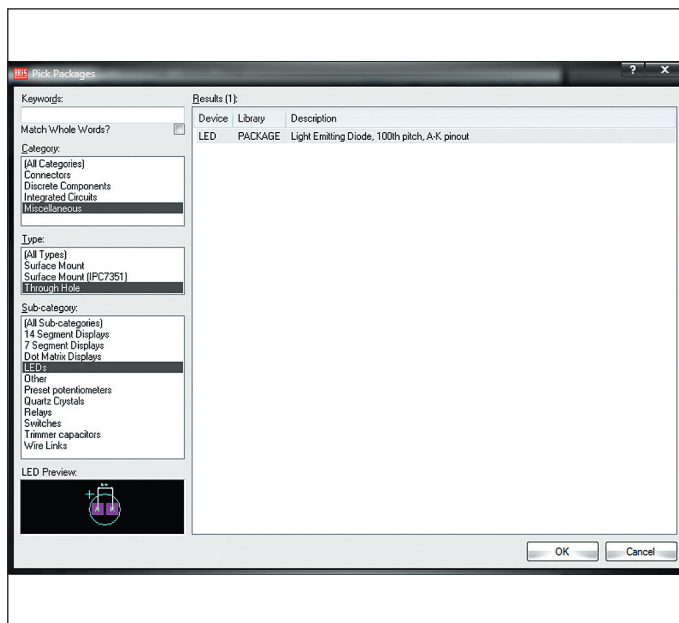 Pick Packages
Keywords:
Match Whole Words?
Category:
(All Categories)
Connectors
Discrete Components
Integrated Circuits
Miscellaneous
Type:
(All Types)
Surface Mount
Surface Mount (IPC7351)
Through Hole
Sub-category:
(All Sub-categories)
14 Segment Displays
7 Segment Displays
Dot Matrix Displays
LEDs
Other
Preset potentiometers
Quartz Crystals
Relays
Switches
Trimmer capacitors
Wire Links
LED Preview:
A K
Results (1):
Device Library Description
LED PACKAGE Light Emitting Diode, 100th pitch, A-K pinout
OK Cancel